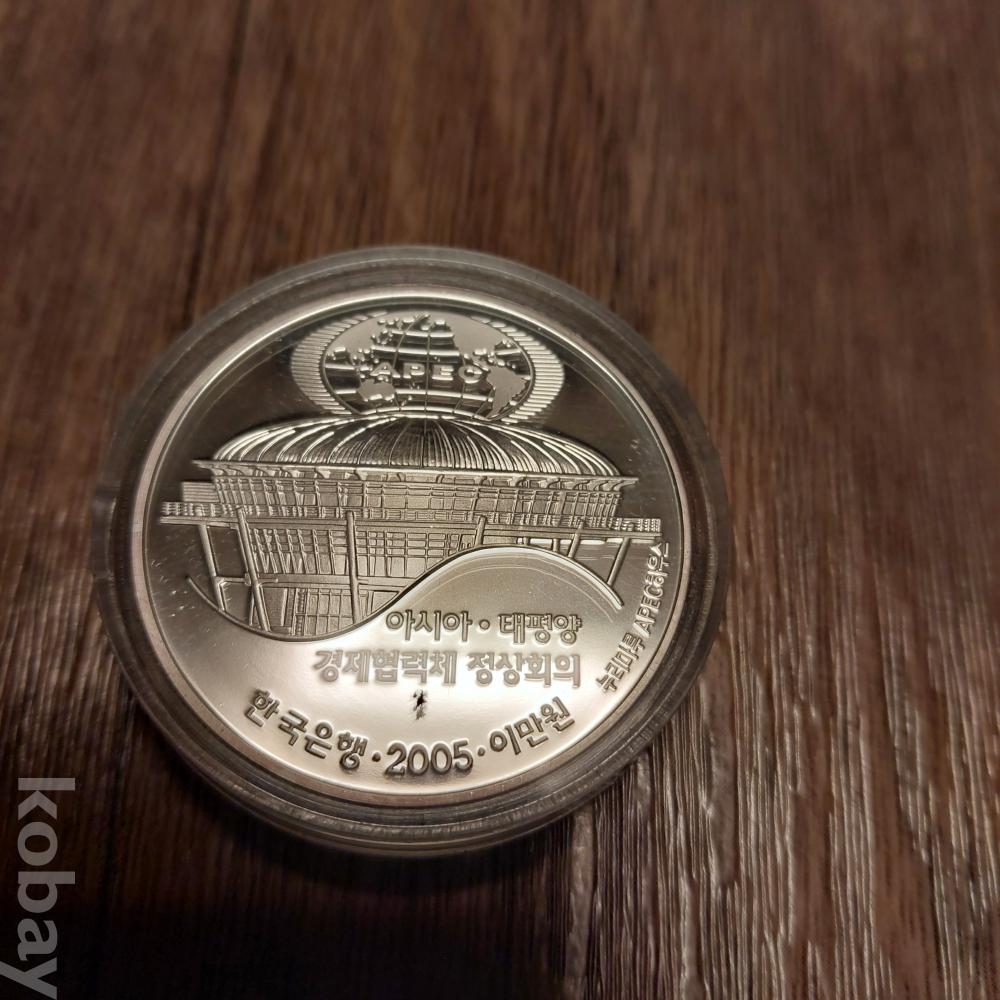 APEC
아시아·태평양
경제협력체 정상회의
누리마루 APEC하우스
한국은행·2005·이만원
kobay